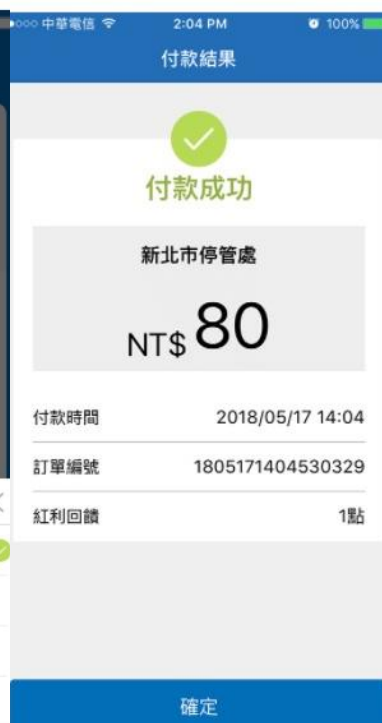 中華電信 2:04 PM 100%
付款結果
付款成功
新北市停管處
NT$ 80
付款時間 2018/05/17 14:04
訂單編號 1805171404530329
紅利回饋 1點
確定